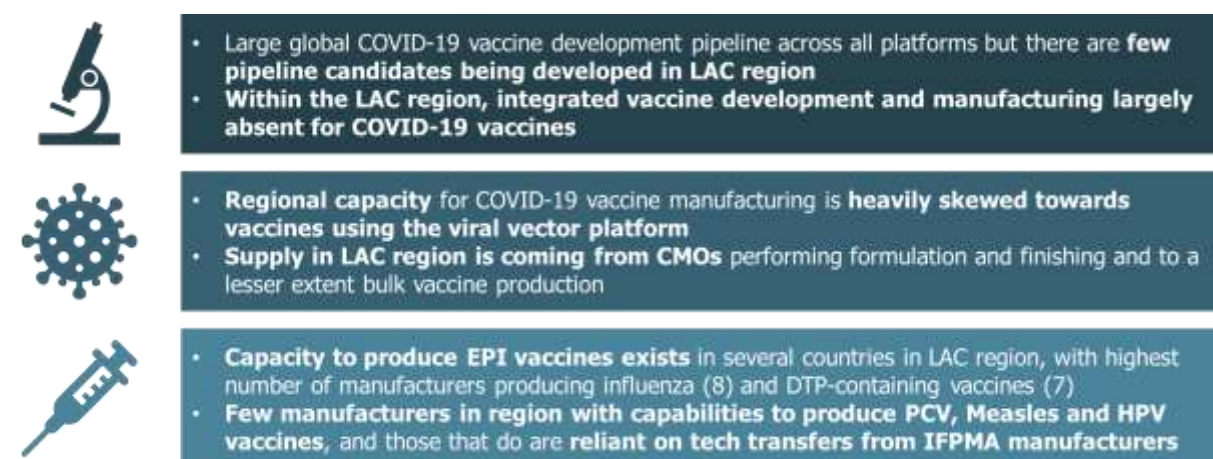 • Large global COVID-19 vaccine development pipeline across all platforms but there are few
pipeline candidates being developed in LAC region
• Within the LAC region, integrated vaccine development and manufacturing largely
absent for COVID-19 vaccines
• Regional capacity for COVID-19 vaccine manufacturing is heavily skewed towards
vaccines using the viral vector platform
• Supply in LAC region is coming from CMOs performing formulation and finishing and to a
lesser extent bulk vaccine production
• Capacity to produce EPI vaccines exists in several countries in LAC region, with highest
number of manufacturers producing influenza (8) and DTP-containing vaccines (7)
• Few manufacturers in region with capabilities to produce PCV, Measles and HPV
vaccines, and those that do are reliant on tech transfers from IFPMA manufacturers